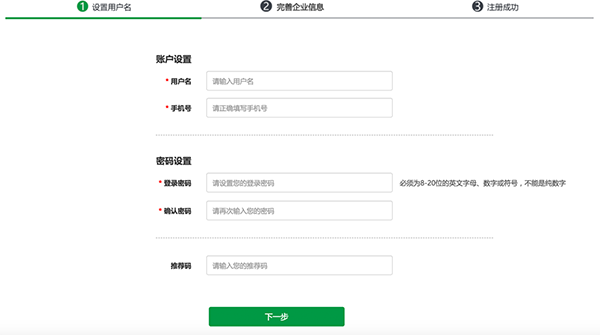 1 设置用户名
2 完善企业信息
3 注册成功
账户设置
* 用户名 请输入用户名
* 手机号 请正确填写手机号
密码设置
* 登录密码 请设置您的登录密码 必须为8-20位的英文字母、数字或符号，不能是纯数字
* 确认密码 请再次输入您的密码
推荐码 请输入您的推荐码
下一步